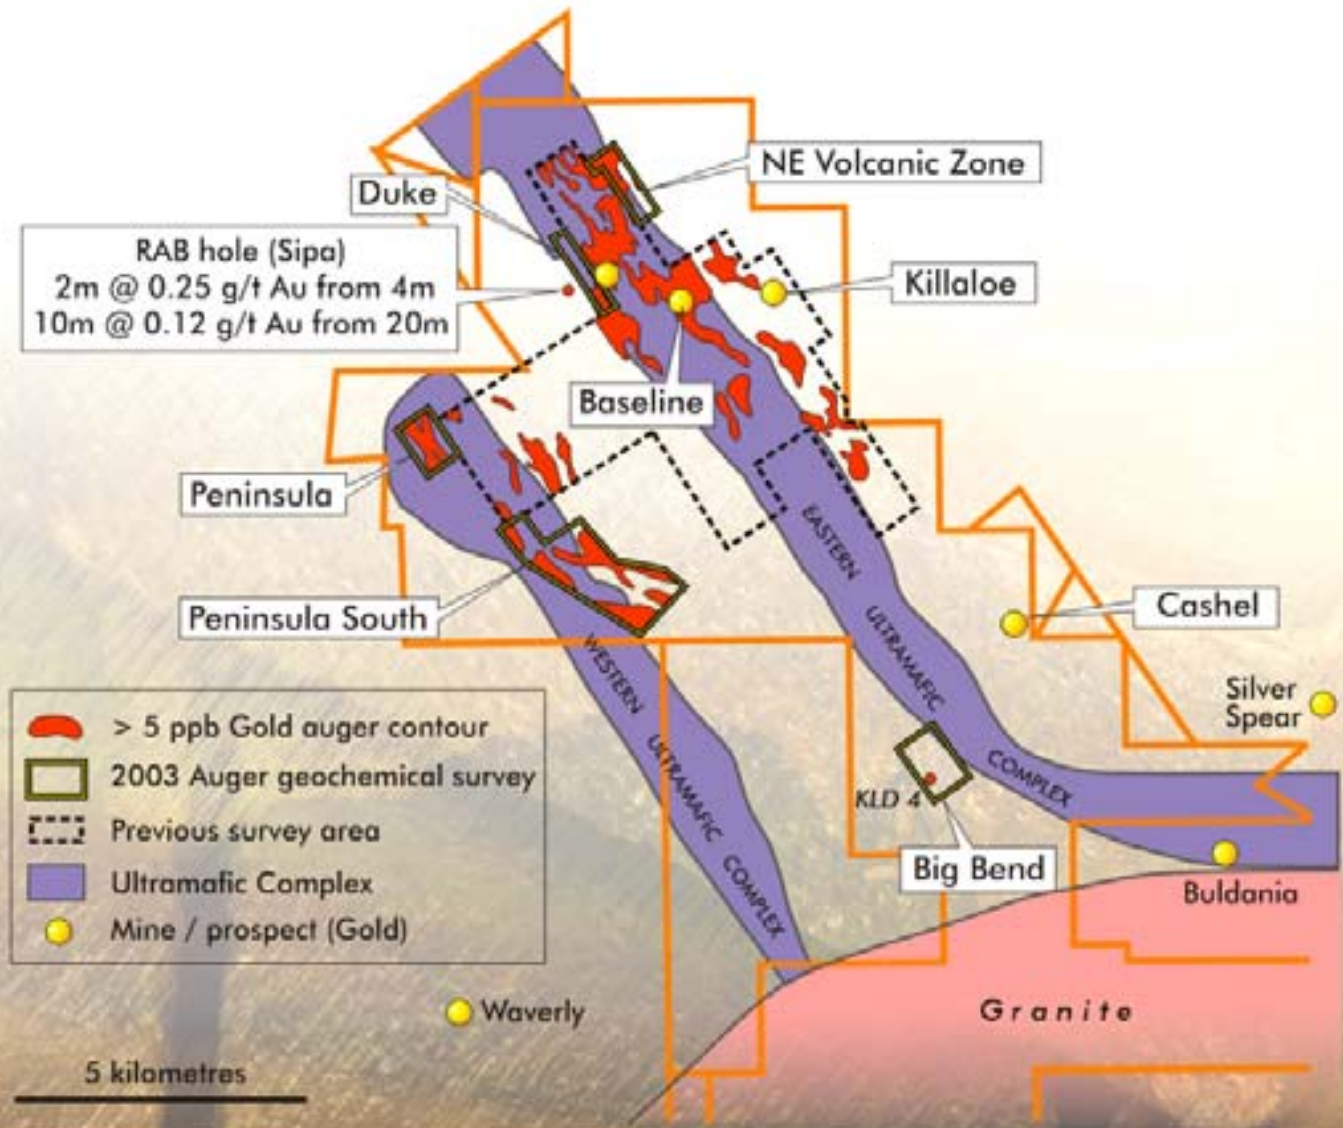 NE Volcanic Zone
Duke
RAB hole (Sipa)
2m @ 0.25 g/t Au from 4m
10m @ 0.12 g/t Au from 20m
Killaloe
Baseline
Peninsula
EASTERN ULTRAMAFIC COMPLEX
Peninsula South
Cashel
WESTERN ULTRAMAFIC COMPLEX
Silver
Spear
> 5 ppb Gold auger contour
2003 Auger geochemical survey
Previous survey area
Ultramafic Complex
Mine / prospect (Gold)
KLD 4
Big Bend
Buldania
Waverly
Granite
5 kilometres